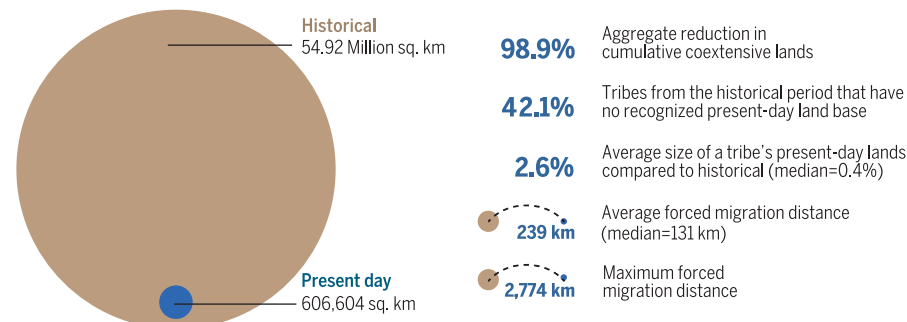 Historical
54.92 Million sq. km
Present day
606,604 sq. km
98.9%
Aggregate reduction in
cumulative coextensive lands
42.1%
Tribes from the historical period that have
no recognized present-day land base
2.6%
Average size of a tribe's present-day lands
compared to historical (median=0.4%)
239 km
Average forced migration distance
(median=131 km)
2,774 km
Maximum forced
migration distance